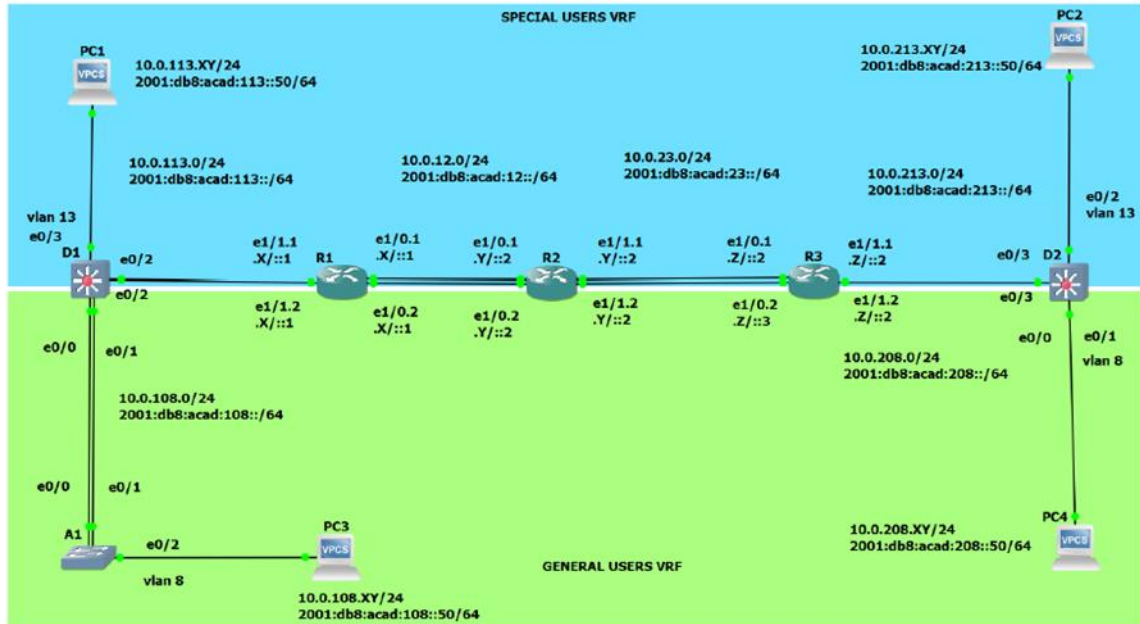 SPECIAL USERS VRF
PC1
VPCS
10.0.113.XY/24
2001:db8:acad:113::50/64
PC2
VPCS
10.0.213.XY/24
2001:db8:acad:213::50/64
10.0.113.0/24
2001:db8:acad:113::/64
10.0.12.0/24
2001:db8:acad:12::/64
10.0.23.0/24
2001:db8:acad:23::/64
10.0.213.0/24
2001:db8:acad:213::/64
vlan 13
e0/3
D1
e0/2
e0/2
e1/1.1
.X/::1
R1
e1/0.1
.X/::1
e1/0.1
.Y/::2
R2
e1/1.1
.Y/::2
e1/0.1
.Z/::2
R3
e1/1.1
.Z/::2
e0/3
D2
e0/2
vlan 13
e1/1.2
.X/::1
e1/0.2
.X/::1
e1/0.2
.Y/::2
e1/1.2
.Y/::2
e1/0.2
.Z/::3
e1/1.2
.Z/::2
e0/3
e0/0
e0/1
e0/0
e0/1
vlan 8
10.0.208.0/24
2001:db8:acad:208::/64
10.0.108.0/24
2001:db8:acad:108::/64
e0/0
e0/1
A1
e0/2
vlan 8
PC3
VPCS
10.0.108.XY/24
2001:db8:acad:108::50/64
GENERAL USERS VRF
10.0.208.XY/24
2001:db8:acad:208::50/64
PC4
VPCS